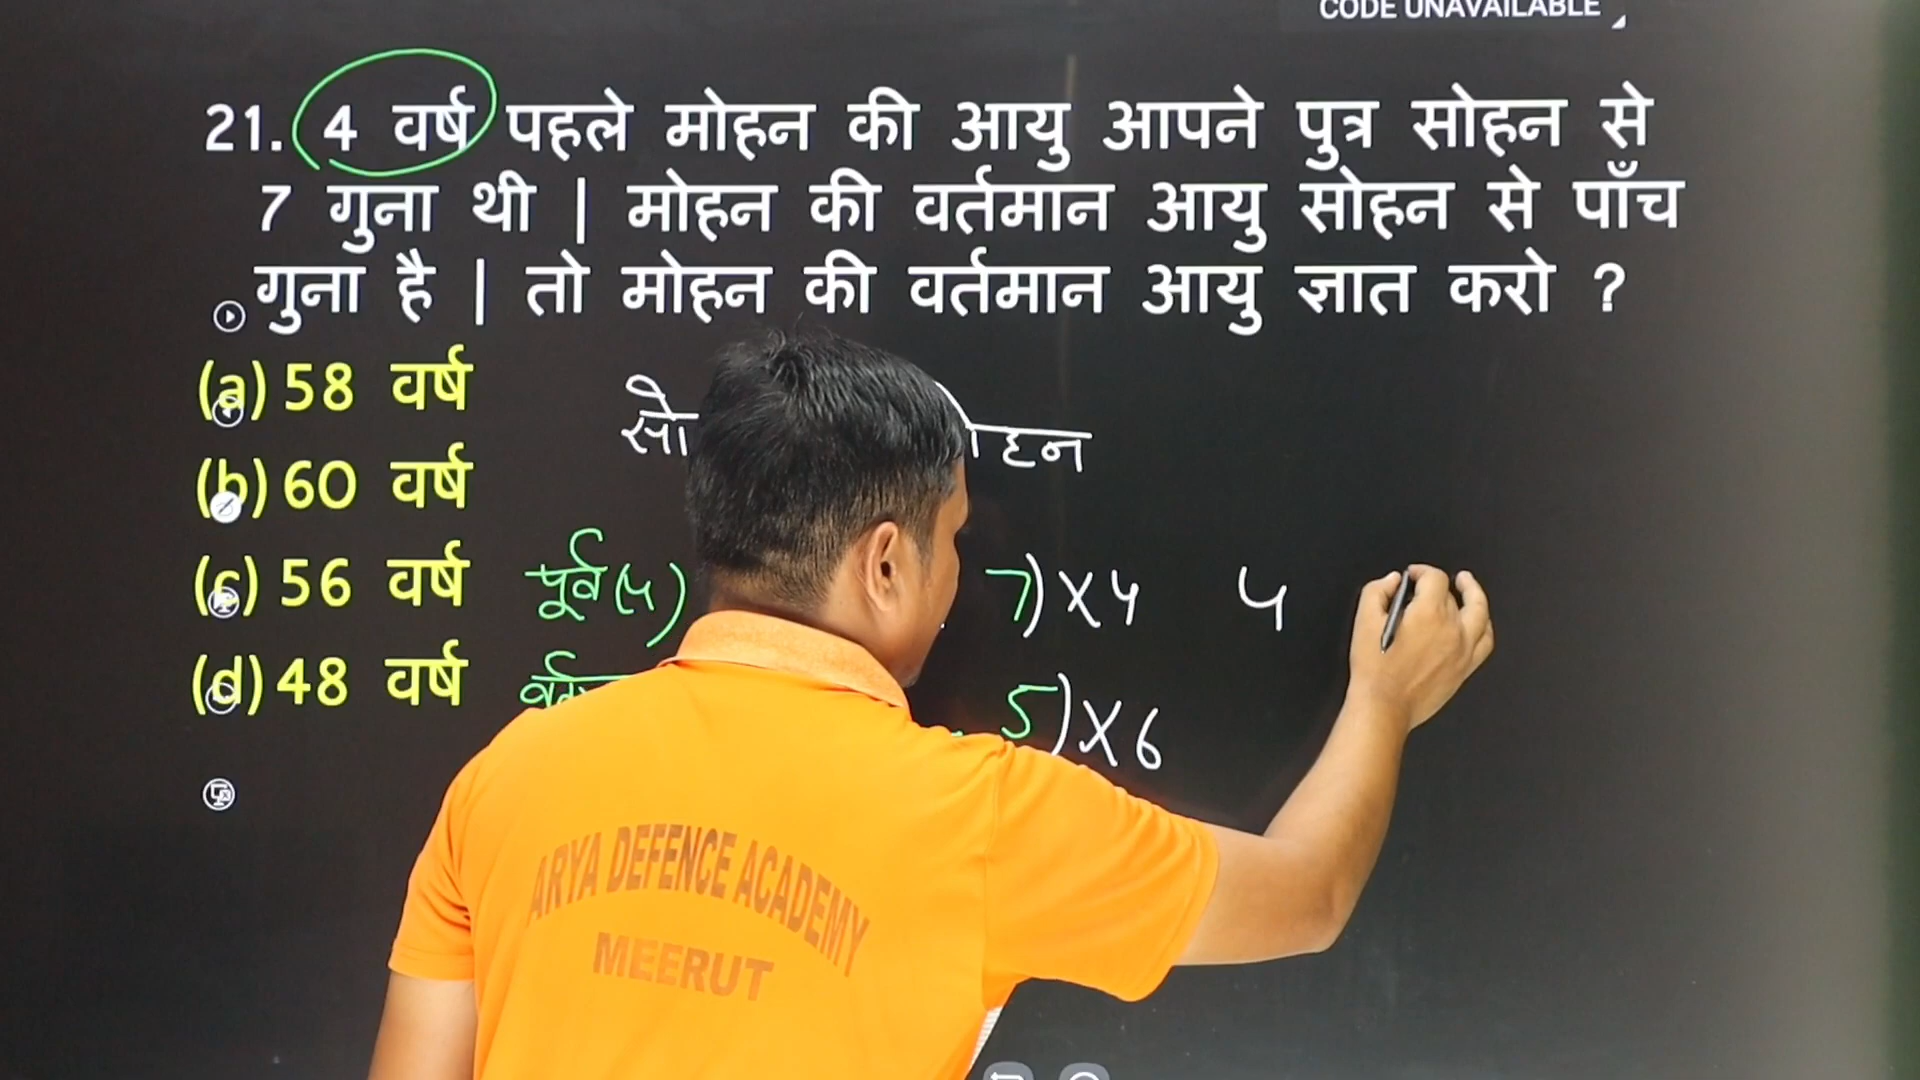 CODE UNAVAILABLE
21. 4 वर्ष पहले मोहन की आयु आपने पुत्र सोहन से
7 गुना थी | मोहन की वर्तमान आयु सोहन से पाँच
गुना है | तो मोहन की वर्तमान आयु ज्ञात करो ?
(a) 58 वर्ष
(b) 60 वर्ष
(c) 56 वर्ष
(d) 48 वर्ष
सो ोहन
पूर्व (4) 7) X 4 4
5) X 6
ARYA DEFENCE ACADEMY
MEERUT